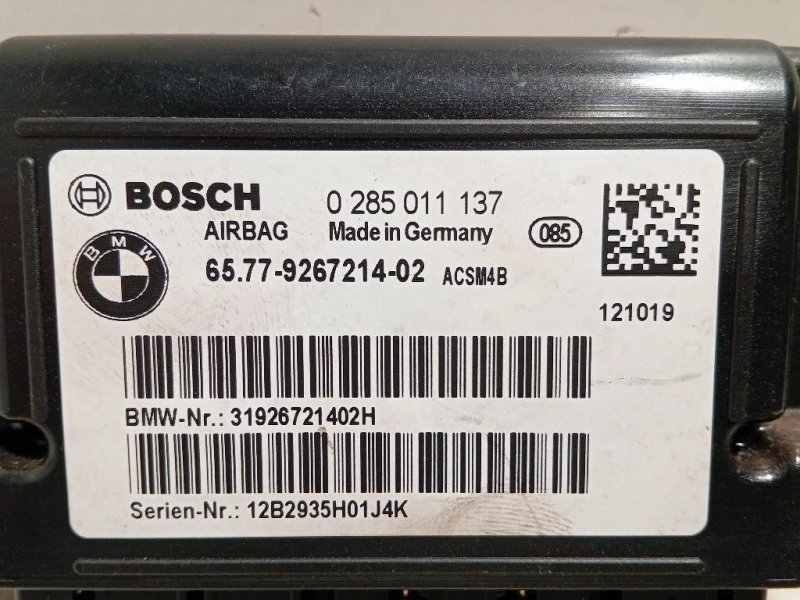 BOSCH 0 285 011 137
AIRBAG Made in Germany 085
BMW
65.77-9267214-02 ACSM4B
121019
BMW-Nr.: 31926721402H
Serien-Nr.: 12B2935H01J4K